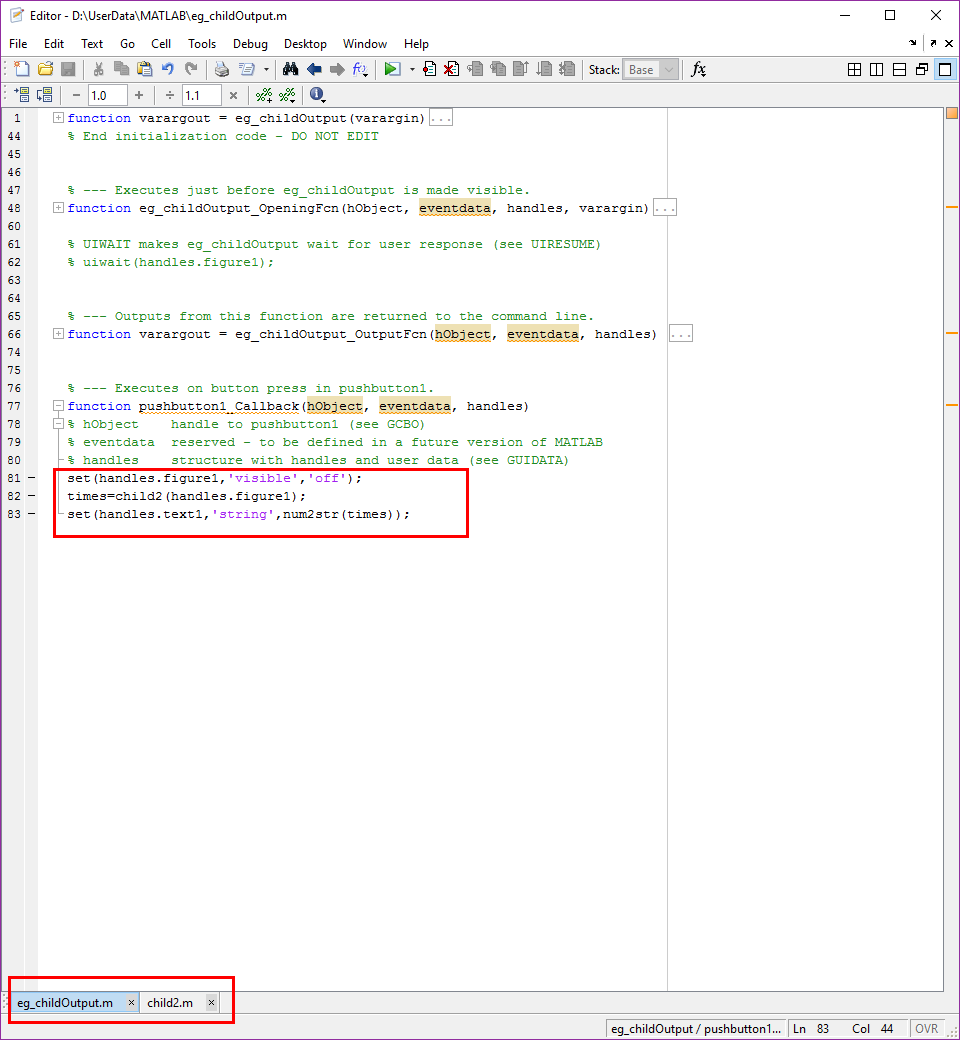 Editor - D:\UserData\MATLAB\eg_childOutput.m
File Edit Text Go Cell Tools Debug Desktop Window Help
Stack: Base fx
- 1.0 + ÷ 1.1 ×
1 function varargout = eg_childOutput(varargin) ...
44 % End initialization code - DO NOT EDIT
45
46
47 % --- Executes just before eg_childOutput is made visible.
48 function eg_childOutput_OpeningFcn(hObject, eventdata, handles, varargin) ...
60
61 % UIWAIT makes eg_childOutput wait for user response (see UIRESUME)
62 % uiwait(handles.figure1);
63
64
65 % --- Outputs from this function are returned to the command line.
66 function varargout = eg_childOutput_OutputFcn(hObject, eventdata, handles) ...
74
75
76 % --- Executes on button press in pushbutton1.
77 function pushbutton1_Callback(hObject, eventdata, handles)
78 % hObject    handle to pushbutton1 (see GCBO)
79 % eventdata  reserved - to be defined in a future version of MATLAB
80 % handles    structure with handles and user data (see GUIDATA)
81 - set(handles.figure1,'visible','off');
82 - times=child2(handles.figure1);
83 - set(handles.text1,'string',num2str(times));
eg_childOutput.m × child2.m ×
eg_childOutput / pushbutton1... Ln 83 Col 44 OVR